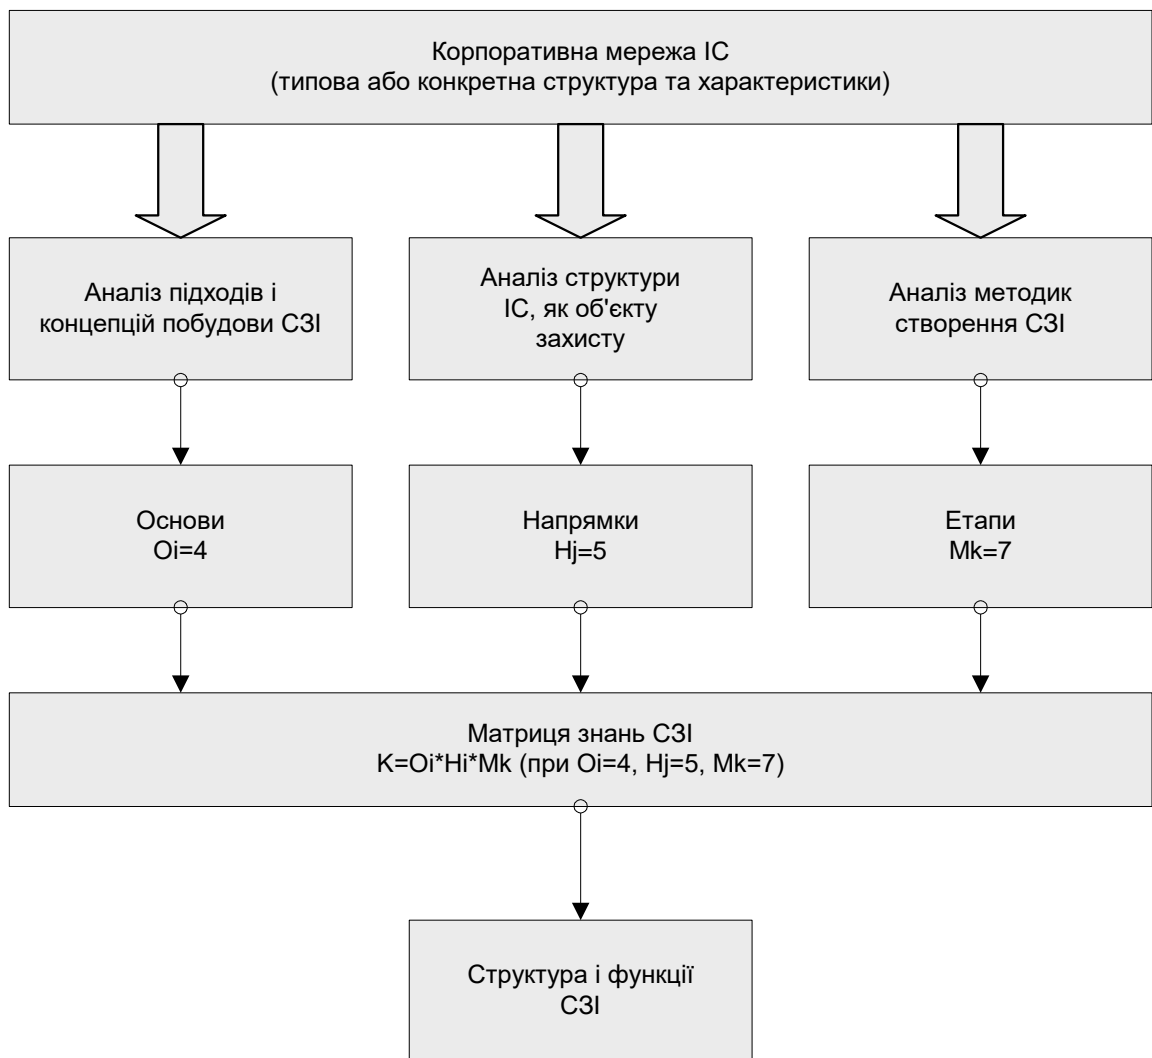 Корпоративна мережа ІС
(типова або конкретна структура та характеристики)
Аналіз підходів і
концепцій побудови СЗІ
Аналіз структури
ІС, як об'єкту
захисту
Аналіз методик
створення СЗІ
Основи
Оі=4
Напрямки
Hj=5
Етапи
Mk=7
Матриця знань СЗІ
K=Oi*Hi*Mk (при Оі=4, Hj=5, Mk=7)
Структура і функції
СЗІ